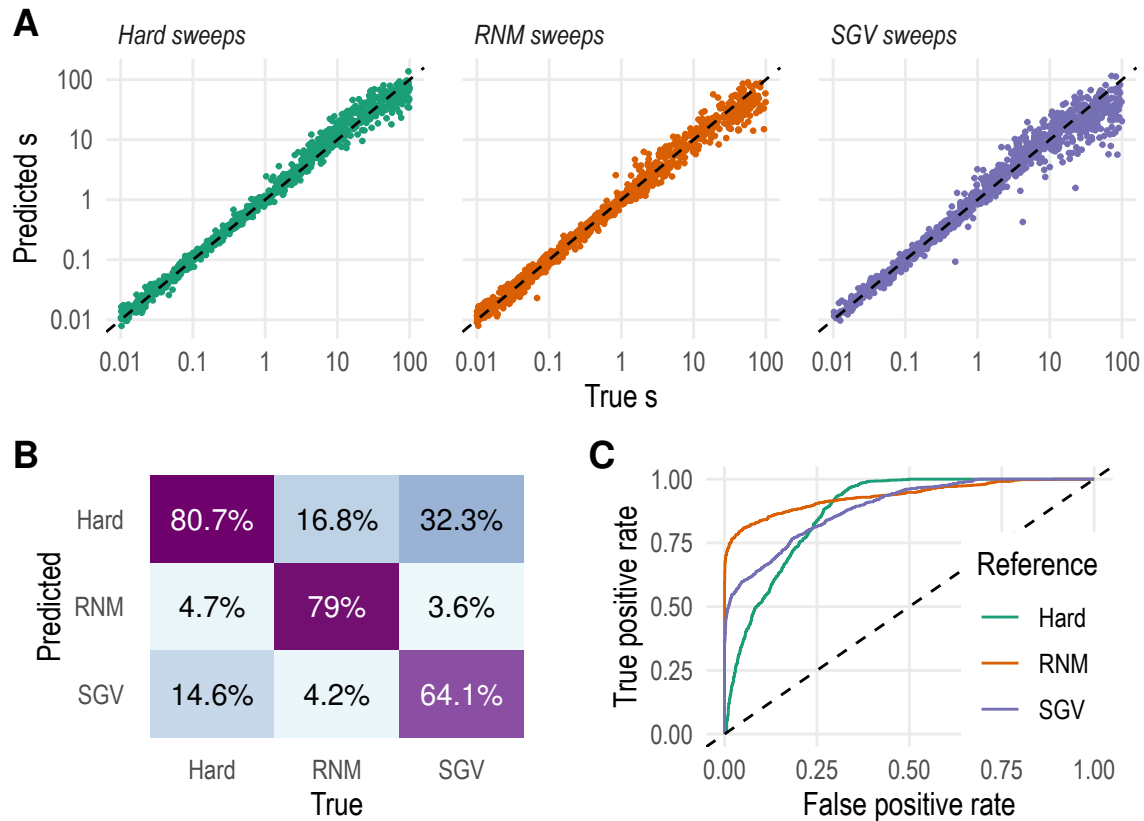 A
Hard sweeps
RNM sweeps
SGV sweeps
Predicted s
100
10
1
0.1
0.01
0.01 0.1 1 10 100
0.01 0.1 1 10 100
0.01 0.1 1 10 100
True s
B
Predicted
Hard 80.7% 16.8% 32.3%
RNM 4.7% 79% 3.6%
SGV 14.6% 4.2% 64.1%
Hard RNM SGV
True
C
True positive rate
1.00
0.75
0.50
0.25
0.00
0.00 0.25 0.50 0.75 1.00
False positive rate
Reference
Hard
RNM
SGV